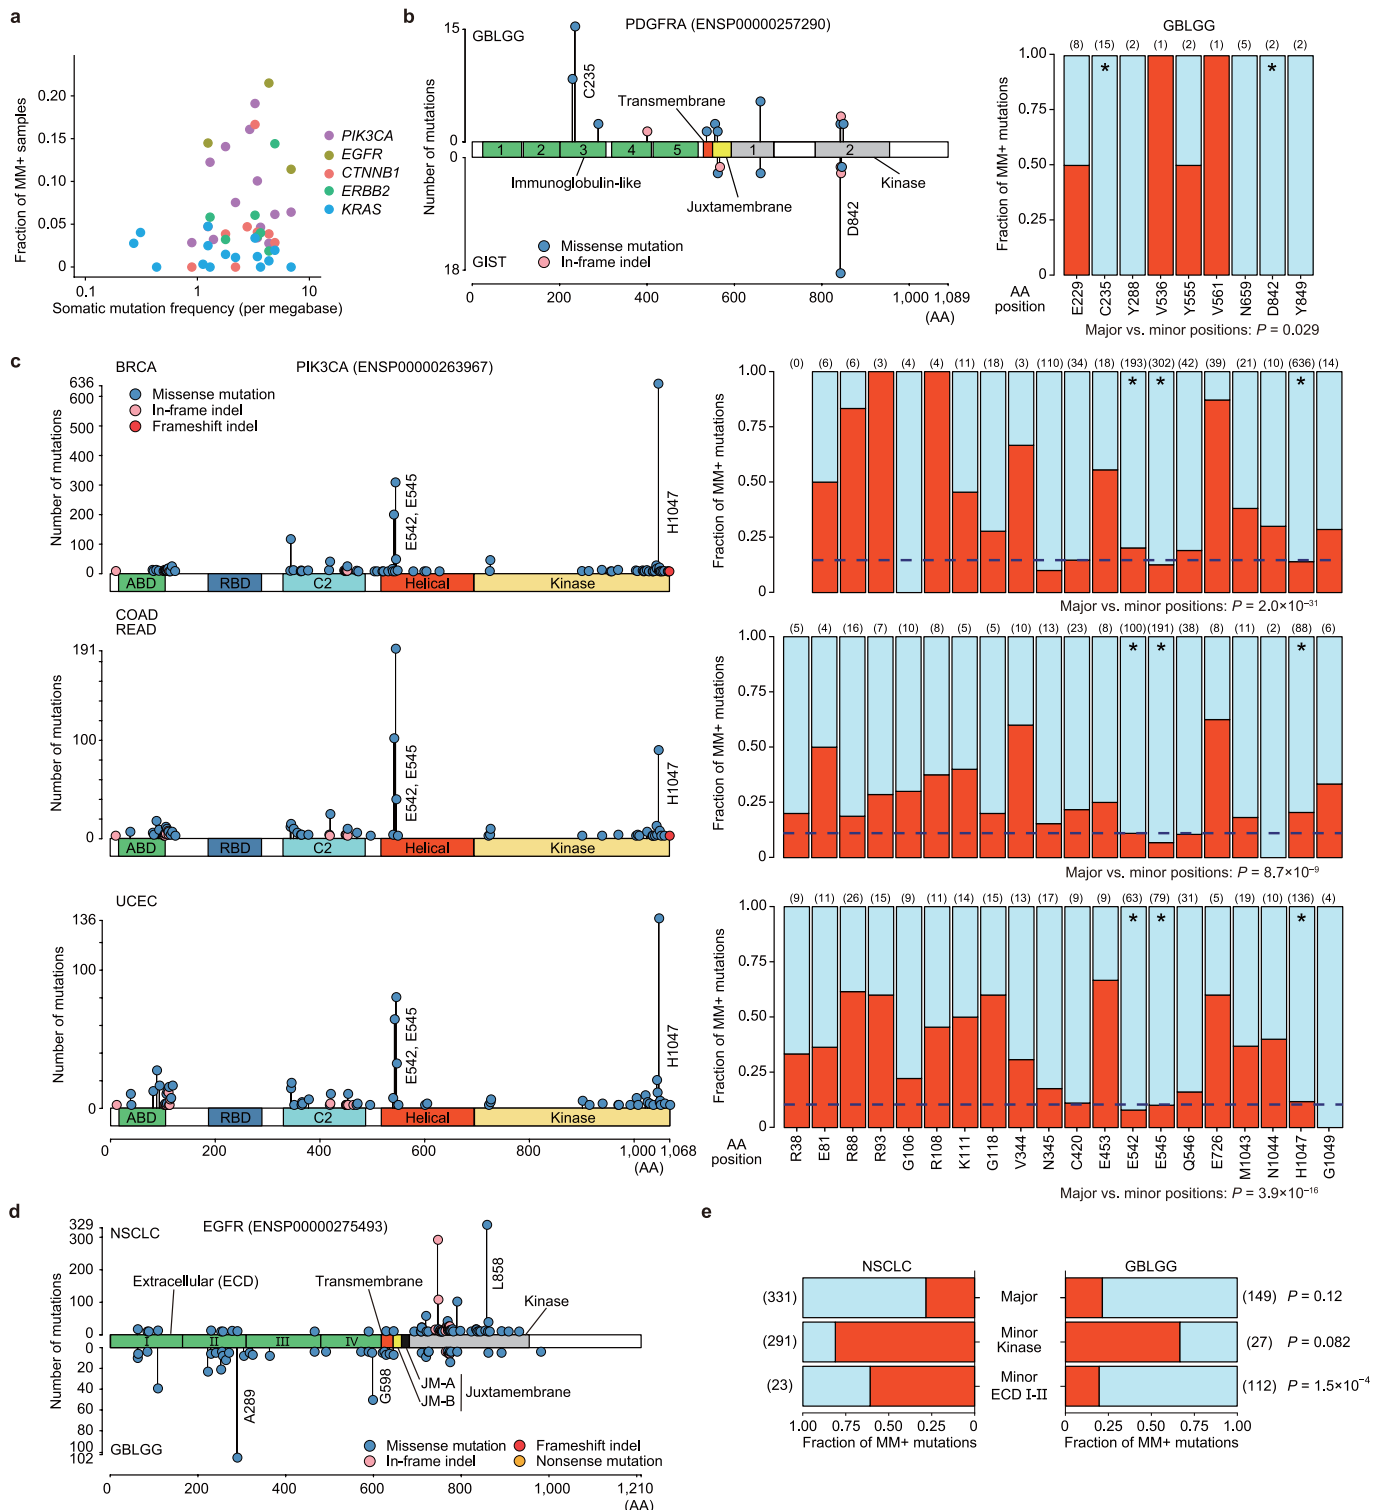 a
Fraction of MM+ samples
0.20
0.15
0.10
0.05
0
0.1
1
10
Somatic mutation frequency (per megabase)
PIK3CA
EGFR
CTNNB1
ERBB2
KRAS
b
PDGFRA (ENSP00000257290)
GBLGG
Number of mutations
15
0
0
18
C235
Transmembrane
1
2
3
4
5
1
2
Immunoglobulin-like
Juxtamembrane
Kinase
D842
Missense mutation
In-frame indel
GIST
0
200
400
600
800
1,000
1,089
(AA)
GBLGG
(8)
(15)
(2)
(1)
(2)
(1)
(5)
(2)
(2)
*
*
Fraction of MM+ mutations
1.00
0.75
0.50
0.25
0
AA
position
E229
C235
Y288
V536
Y555
V561
N659
D842
Y849
Major vs. minor positions: P = 0.029
c
BRCA
PIK3CA (ENSP00000263967)
Number of mutations
636
600
500
400
300
200
100
0
Missense mutation
In-frame indel
Frameshift indel
E542, E545
H1047
ABD
RBD
C2
Helical
Kinase
(0)
(6)
(6)
(3)
(4)
(4)
(11)
(18)
(3)
(110)
(34)
(18)
(193)
(302)
(42)
(39)
(21)
(10)
(636)
(14)
*
*
*
Fraction of MM+ mutations
1.00
0.75
0.50
0.25
0
Major vs. minor positions: P = 2.0×10−31
COAD
READ
Number of mutations
191
100
0
E542, E545
H1047
ABD
RBD
C2
Helical
Kinase
(5)
(4)
(16)
(7)
(10)
(8)
(5)
(5)
(10)
(13)
(23)
(8)
(100)
(191)
(38)
(8)
(11)
(2)
(88)
(6)
*
*
*
Fraction of MM+ mutations
1.00
0.75
0.50
0.25
0
Major vs. minor positions: P = 8.7×10−9
UCEC
Number of mutations
136
100
0
E542, E545
H1047
ABD
RBD
C2
Helical
Kinase
0
200
400
600
800
1,000
1,068
(AA)
(9)
(11)
(26)
(15)
(9)
(11)
(14)
(15)
(13)
(17)
(9)
(9)
(63)
(79)
(31)
(5)
(19)
(10)
(136)
(4)
*
*
*
Fraction of MM+ mutations
1.00
0.75
0.50
0.25
0
AA
position
R38
E81
R88
R93
G106
R108
K111
G118
V344
N345
C420
E453
E542
E545
Q546
E726
M1043
N1044
H1047
G1049
Major vs. minor positions: P = 3.9×10−16
d
EGFR (ENSP00000275493)
NSCLC
Number of mutations
329
300
200
100
0
Extracellular (ECD)
Transmembrane
L858
Kinase
I
II
III
IV
Number of mutations
0
20
40
60
80
100
102
A289
G598
JM-A
JM-B
Juxtamembrane
GBLGG
Missense mutation
In-frame indel
Frameshift indel
Nonsense mutation
0
200
400
600
800
1000
1,210
(AA)
e
NSCLC
GBLGG
(331)
Major
(149)
P = 0.12
(291)
Minor
Kinase
(27)
P = 0.082
(23)
Minor
ECD I-II
(112)
P = 1.5×10−4
1.00
0.75
0.50
0.25
0
0
0.25
0.50
0.75
1.00
Fraction of MM+ mutations
Fraction of MM+ mutations